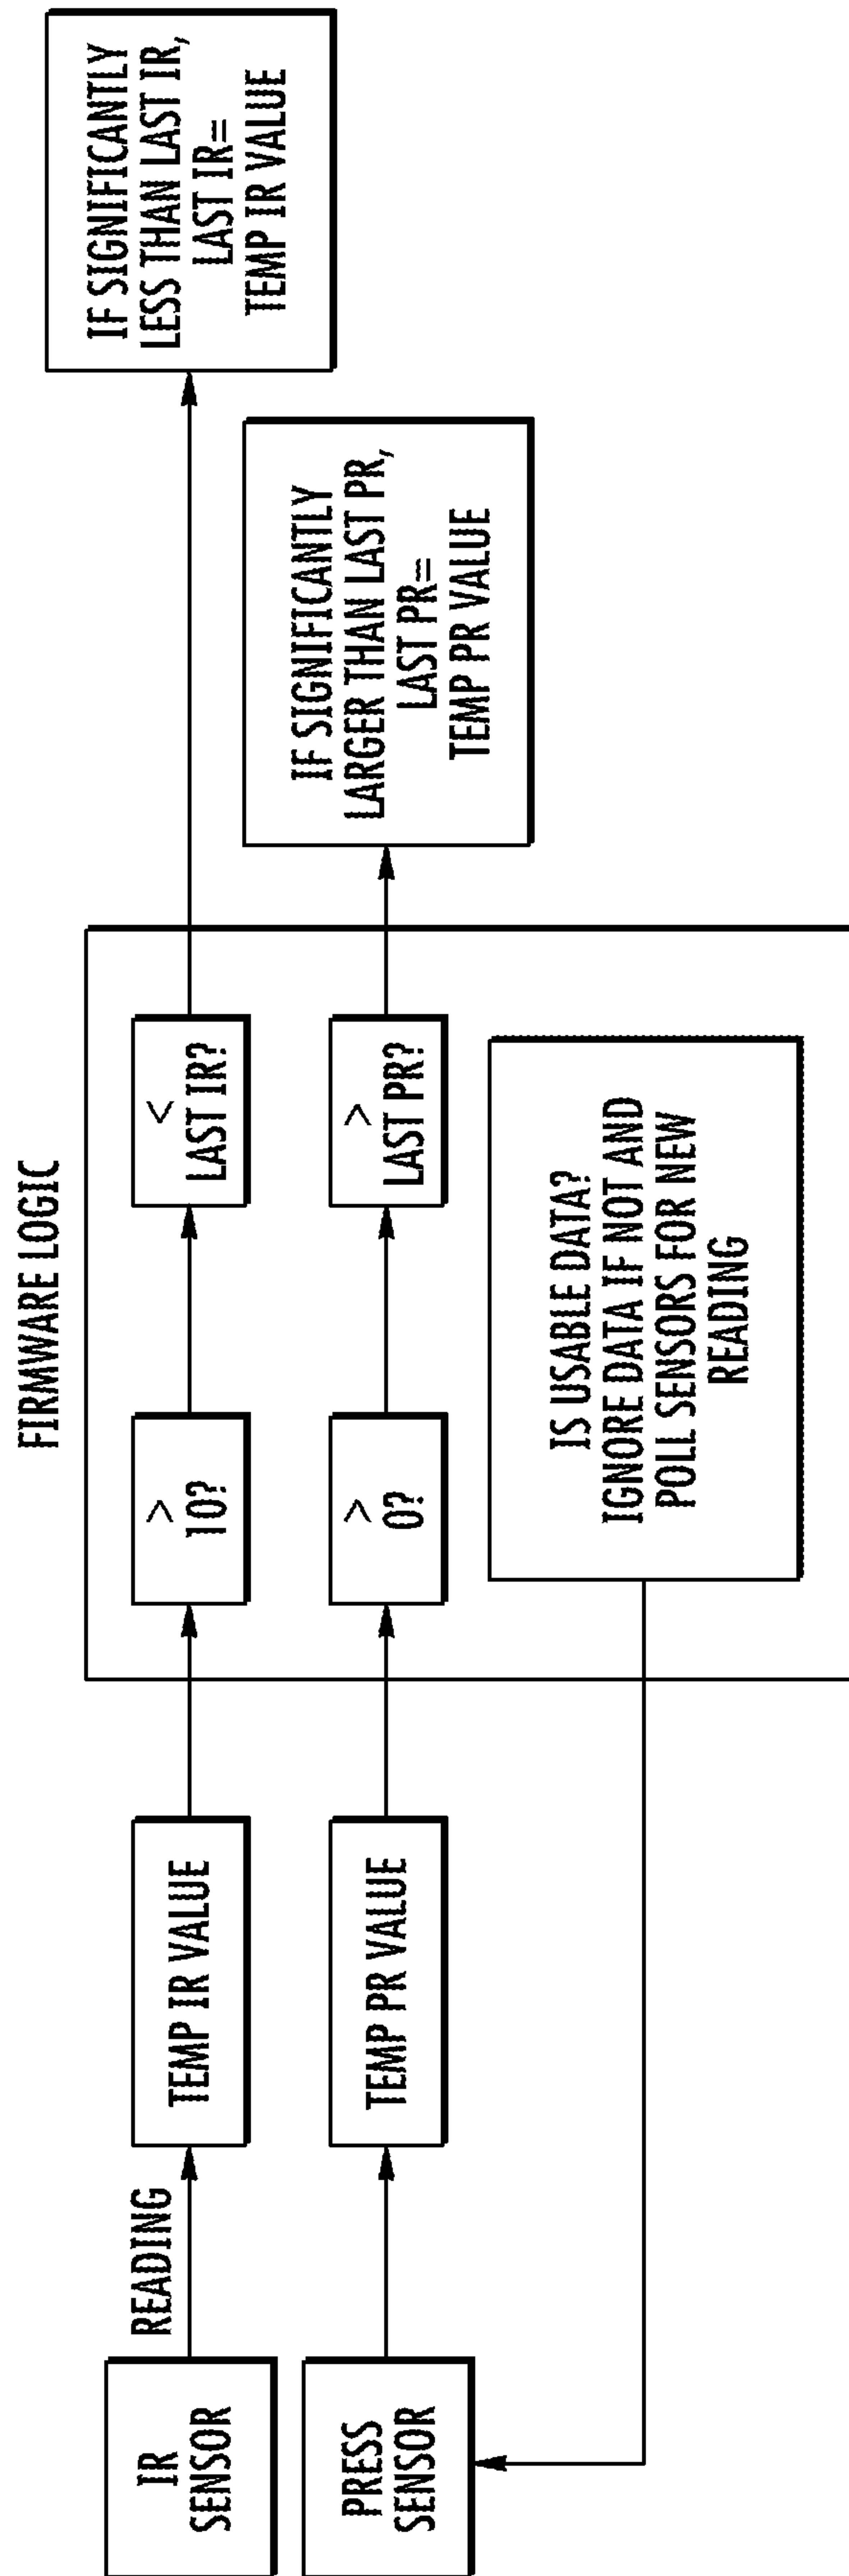 FIRMWARE LOGIC
IR
SENSOR
READING
TEMP IR VALUE
>
10?
<
LAST IR?
IF SIGNIFICANTLY
LESS THAN LAST IR,
LAST IR=
TEMP IR VALUE
PRESS
SENSOR
TEMP PR VALUE
>
0?
>
LAST PR?
IF SIGNIFICANTLY
LARGER THAN LAST PR,
LAST PR=
TEMP PR VALUE
IS USABLE DATA?
IGNORE DATA IF NOT AND
POLL SENSORS FOR NEW
READING